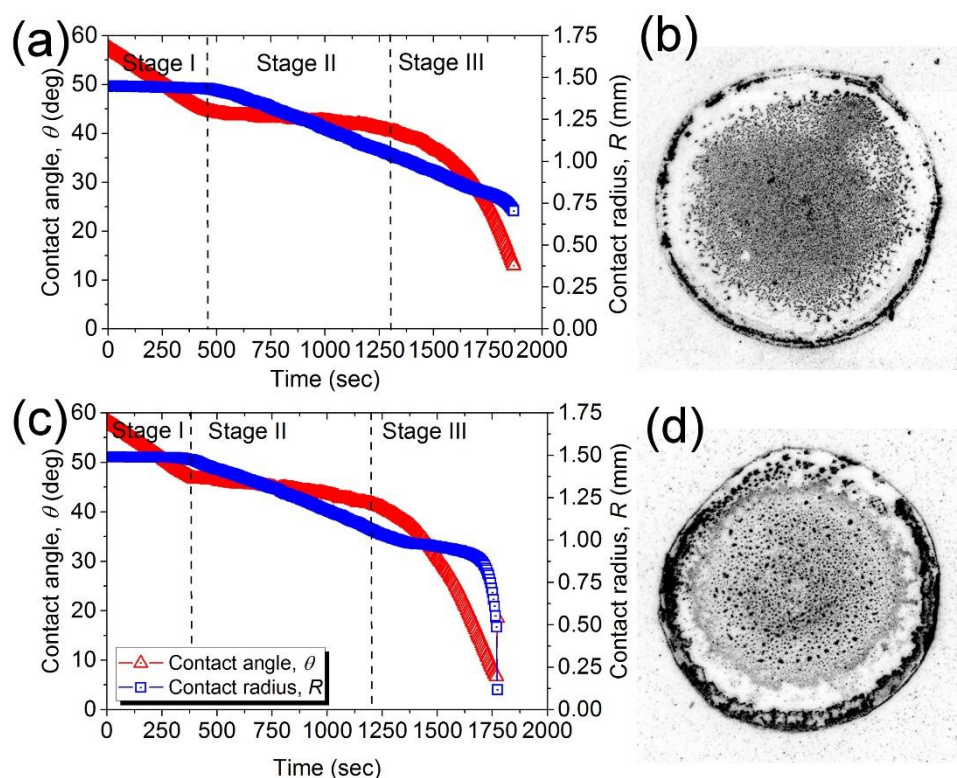 (a)
60
50
40
30
20
10
0
Contact angle, θ (deg)
Stage I
Stage II
Stage III
1.75
1.50
1.25
1.00
0.75
0.50
0.25
0.00
Contact radius, R (mm)
0 250 500 750 1000 1250 1500 1750 2000
Time (sec)
(b)
(c)
60
50
40
30
20
10
0
Contact angle, θ (deg)
Stage I
Stage II
Stage III
Contact angle, θ
Contact radius, R
1.75
1.50
1.25
1.00
0.75
0.50
0.25
0.00
Contact radius, R (mm)
0 250 500 750 1000 1250 1500 1750 2000
Time (sec)
(d)